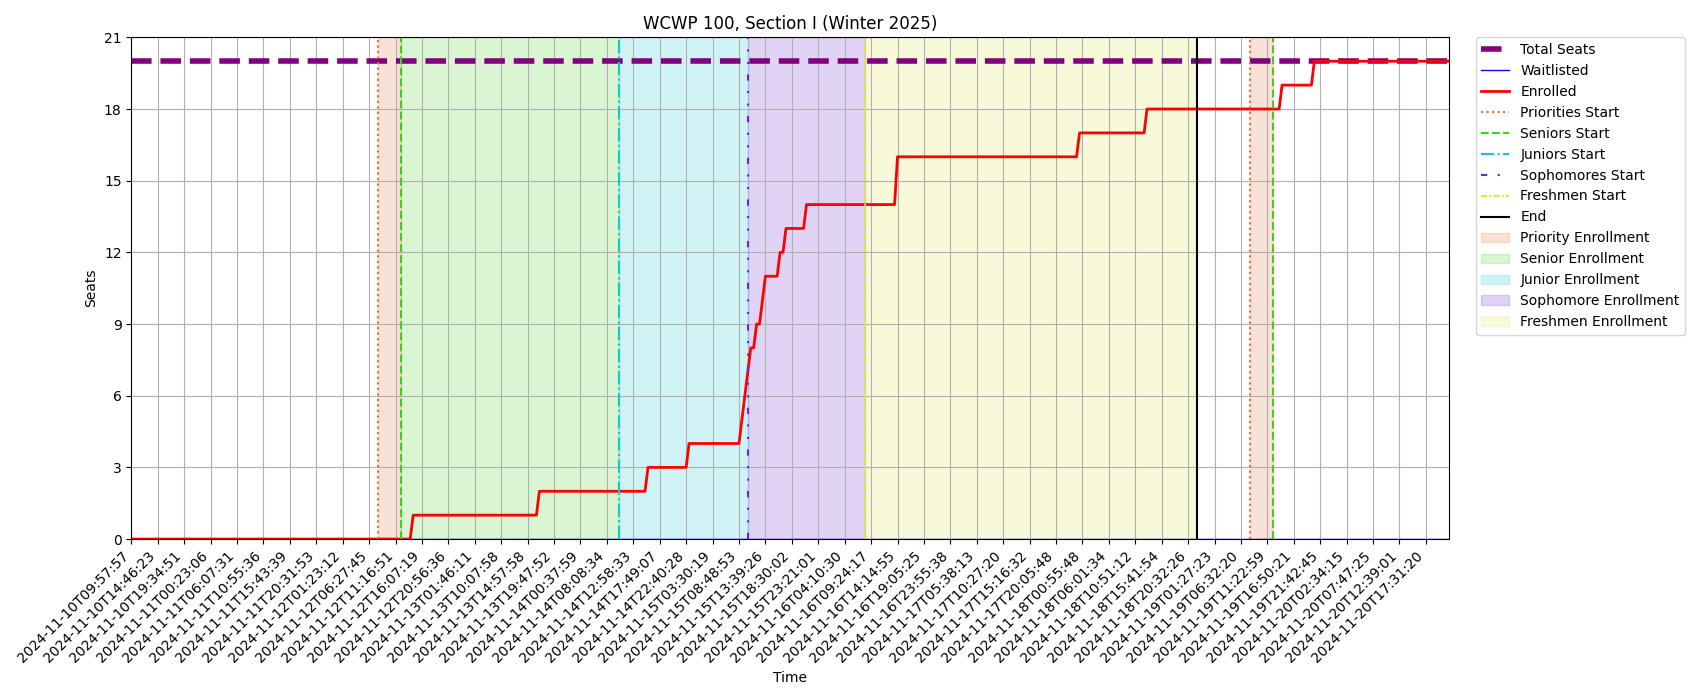 WCWP 100, Section I (Winter 2025)
21
18
15
12
9
6
3
0
Seats
2024-11-10T09:57:57
2024-11-10T14:46:23
2024-11-10T19:34:51
2024-11-11T00:23:06
2024-11-11T06:07:31
2024-11-11T10:55:36
2024-11-11T15:43:39
2024-11-11T20:31:53
2024-11-12T01:23:12
2024-11-12T06:27:45
2024-11-12T11:16:51
2024-11-12T16:07:19
2024-11-12T20:56:36
2024-11-13T01:46:11
2024-11-13T10:07:58
2024-11-13T14:57:58
2024-11-13T19:47:52
2024-11-14T00:37:59
2024-11-14T08:08:34
2024-11-14T12:58:33
2024-11-14T17:49:07
2024-11-14T22:40:28
2024-11-15T03:30:19
2024-11-15T08:48:53
2024-11-15T13:39:26
2024-11-15T18:30:02
2024-11-15T23:21:01
2024-11-16T04:10:30
2024-11-16T09:24:17
2024-11-16T14:14:55
2024-11-16T19:05:25
2024-11-16T23:55:38
2024-11-17T05:38:13
2024-11-17T10:27:20
2024-11-17T15:16:32
2024-11-17T20:05:48
2024-11-18T00:55:48
2024-11-18T06:01:34
2024-11-18T10:51:12
2024-11-18T15:41:54
2024-11-18T20:32:26
2024-11-19T01:27:23
2024-11-19T06:32:20
2024-11-19T11:22:59
2024-11-19T16:50:21
2024-11-19T21:42:45
2024-11-20T02:34:15
2024-11-20T07:47:25
2024-11-20T12:39:01
2024-11-20T17:31:20
Time
Total Seats
Waitlisted
Enrolled
Priorities Start
Seniors Start
Juniors Start
Sophomores Start
Freshmen Start
End
Priority Enrollment
Senior Enrollment
Junior Enrollment
Sophomore Enrollment
Freshmen Enrollment